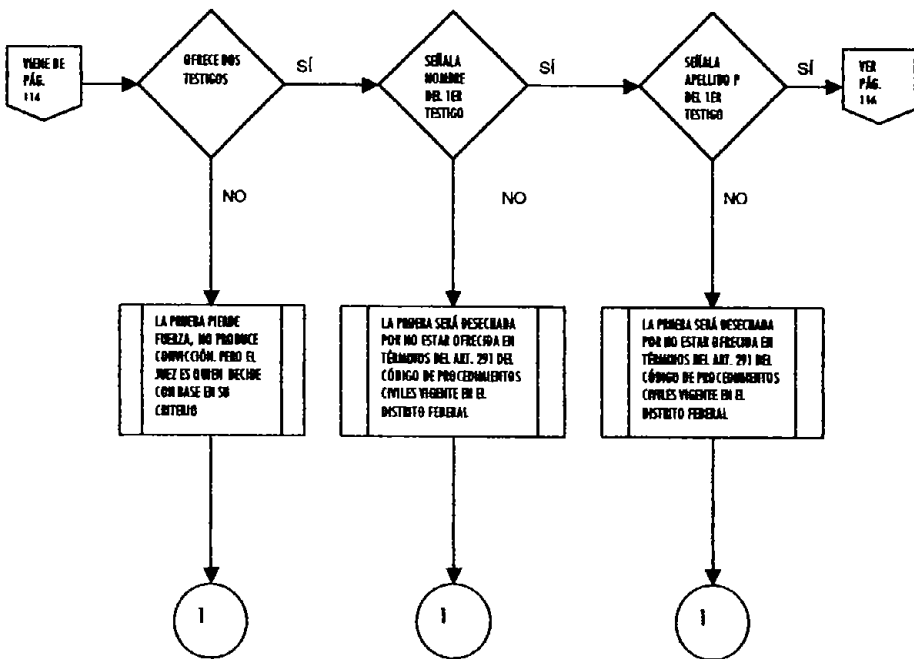 VIENE DE
PÁG.
114
OFRECE DOS
TESTIGOS
SÍ
SEÑALA
NOMBRE
DEL 1ER
TESTIGO
SÍ
SEÑALA
APELLIDO P
DEL 1ER
TESTIGO
SÍ
VER
PÁG.
116
NO
NO
NO
LA PRUEBA PIERDE
FUERZA, NO PRODUCE
CONVICCIÓN. PERO EL
JUEZ ES QUIEN DECIDE
CON BASE EN SU
CRITERIO
LA PRUEBA SERÁ DESECHADA
POR NO ESTAR OFRECIDA EN
TÉRMINOS DEL ART. 291 DEL
CÓDIGO DE PROCEDIMIENTOS
CIVILES VIGENTE EN EL
DISTRITO FEDERAL
LA PRUEBA SERÁ DESECHADA
POR NO ESTAR OFRECIDA EN
TÉRMINOS DEL ART. 291 DEL
CÓDIGO DE PROCEDIMIENTOS
CIVILES VIGENTE EN EL
DISTRITO FEDERAL
1
1
1